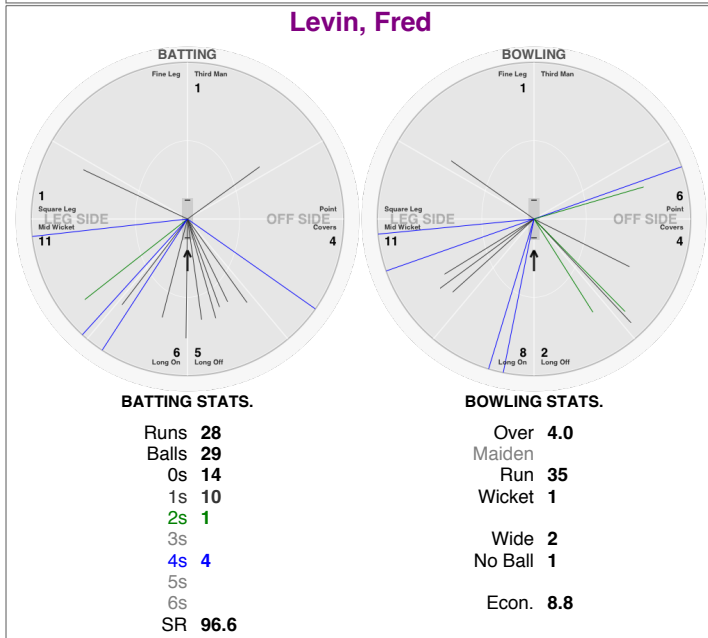 Levin, Fred
BATTING
Fine Leg Third Man
1
1
Square Leg
LEG SIDE
Mid Wicket
11
Point
OFF SIDE
Covers
4
6 5
Long On Long Off
BOWLING
Fine Leg Third Man
1
Square Leg
LEG SIDE
Mid Wicket
11
6
Point
OFF SIDE
Covers
4
8 2
Long On Long Off
BATTING STATS.
Runs 28
Balls 29
0s 14
1s 10
2s 1
3s
4s 4
5s
6s
SR 96.6
BOWLING STATS.
Over 4.0
Maiden
Run 35
Wicket 1
Wide 2
No Ball 1
Econ. 8.8